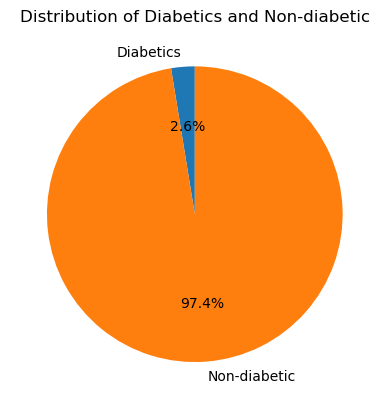 Distribution of Diabetics and Non-diabetic
Diabetics
2.6%
97.4%
Non-diabetic